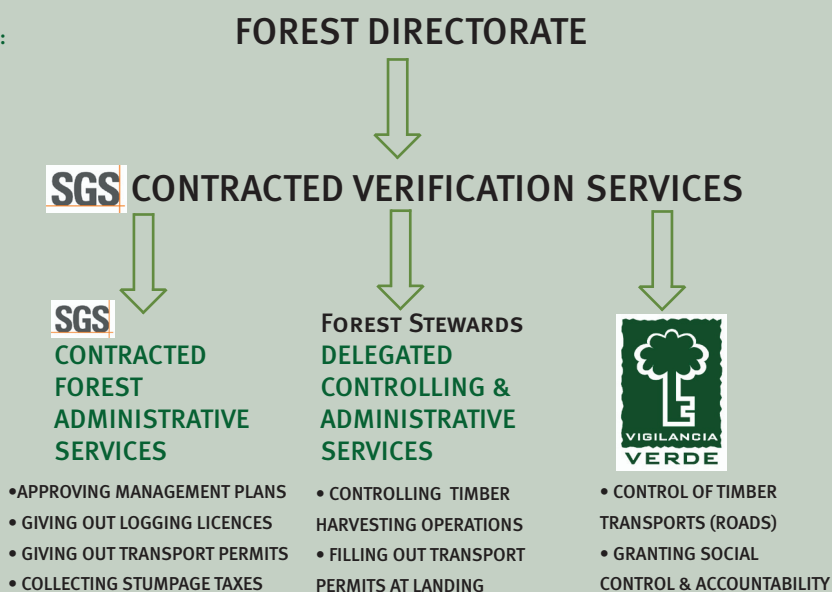 :
FOREST DIRECTORATE
SGS CONTRACTED VERIFICATION SERVICES
SGS
CONTRACTED
FOREST
ADMINISTRATIVE
SERVICES
•APPROVING MANAGEMENT PLANS
• GIVING OUT LOGGING LICENCES
• GIVING OUT TRANSPORT PERMITS
• COLLECTING STUMPAGE TAXES
FOREST STEWARDS
DELEGATED
CONTROLLING &
ADMINISTRATIVE
SERVICES
• CONTROLLING TIMBER
HARVESTING OPERATIONS
• FILLING OUT TRANSPORT
PERMITS AT LANDING
VIGILANCIA
VERDE
• CONTROL OF TIMBER
TRANSPORTS (ROADS)
• GRANTING SOCIAL
CONTROL & ACCOUNTABILITY